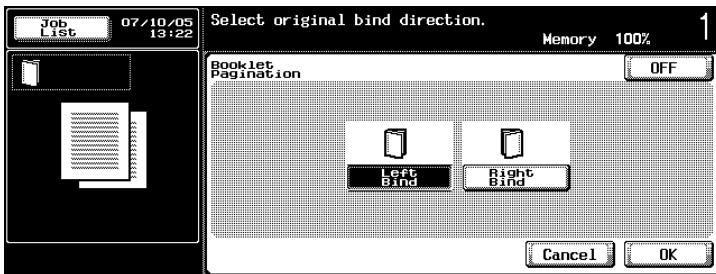 Job
List
07/10/05
13:22
Select original bind direction.
Memory 100%
1
Booklet
Pagination
OFF
Left
Bind
Right
Bind
Cancel
OK